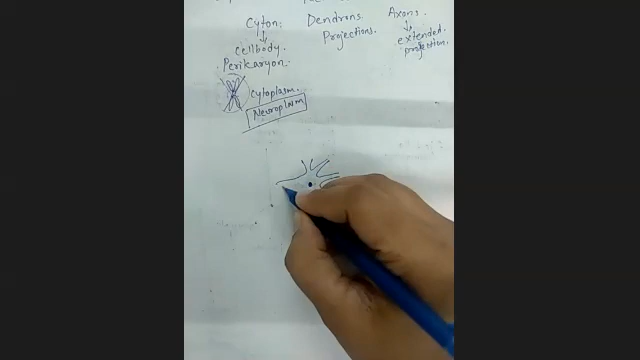 Cyton; Dendrons. Axons.
cellbody. Projections. extended projection.
Perikaryon.
Cytoplasm.
Neuroplasm